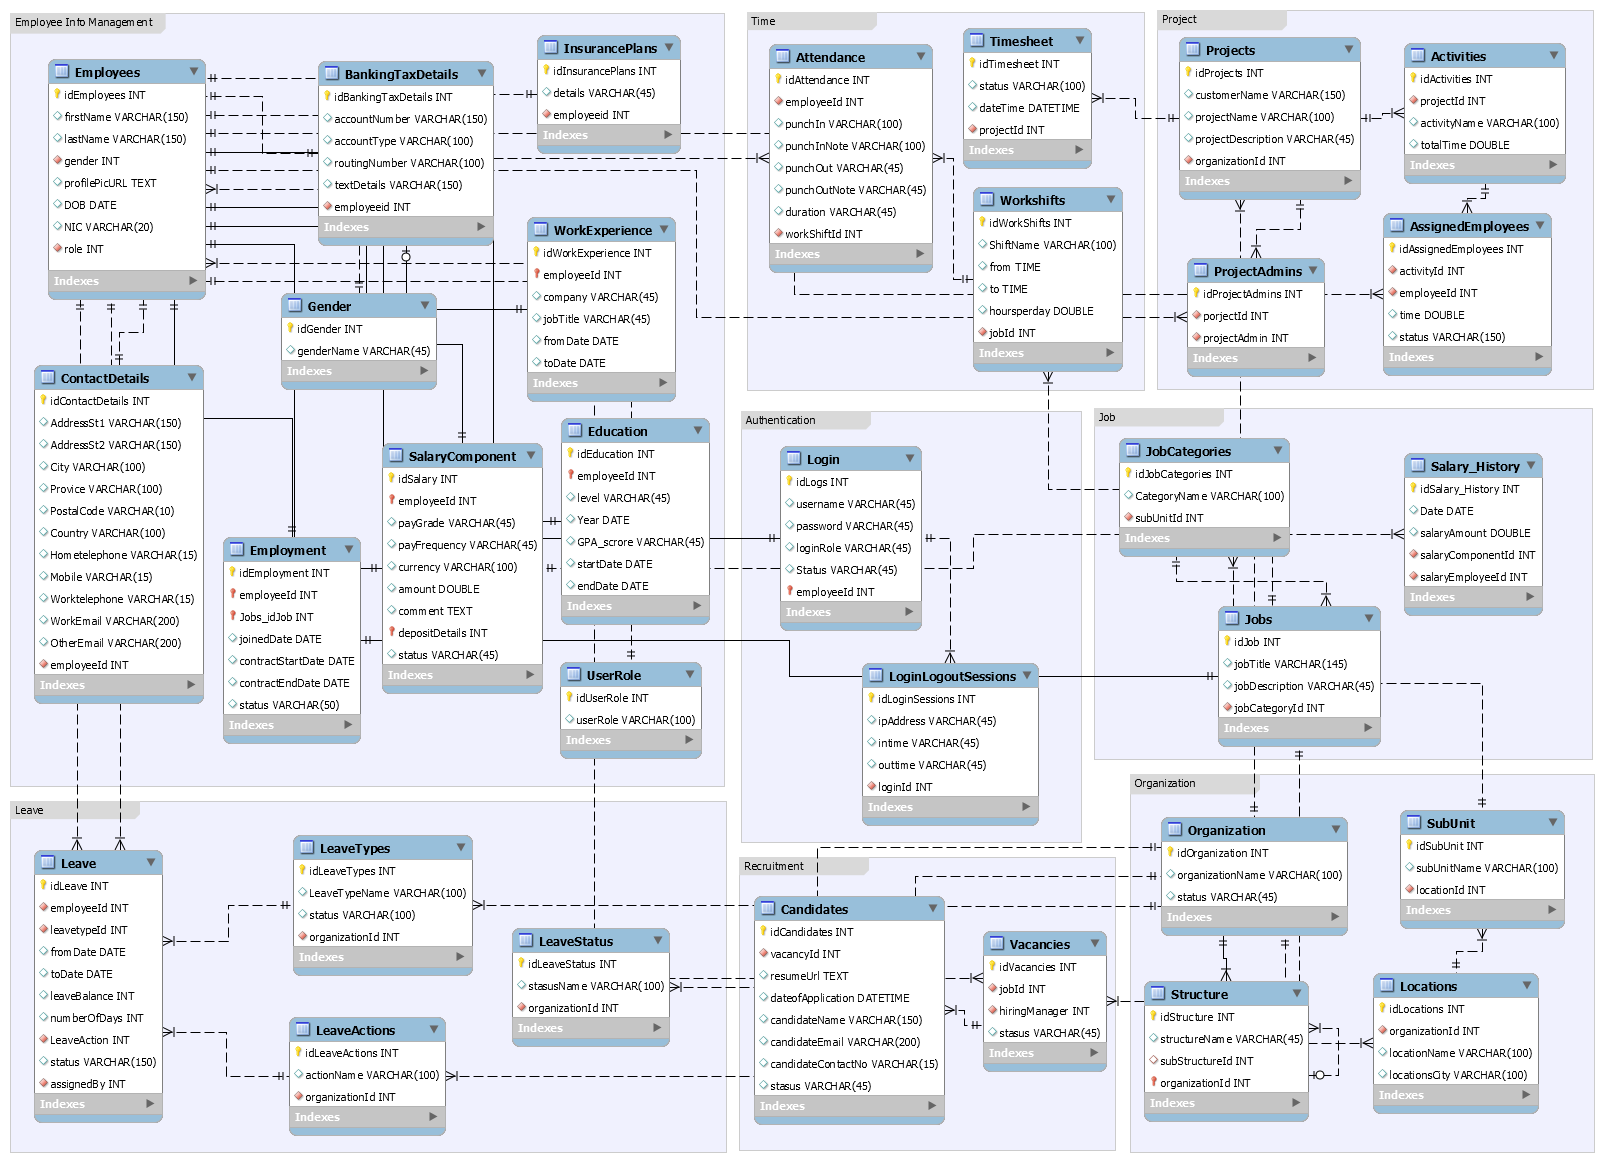 Employee Info Management
Employees
idEmployees INT
firstName VARCHAR(150)
lastName VARCHAR(150)
gender INT
profilePicURL TEXT
DOB DATE
NIC VARCHAR(20)
role INT
Indexes
BankingTaxDetails
idBankingTaxDetails INT
accountNumber VARCHAR(150)
accountType VARCHAR(100)
routingNumber VARCHAR(100)
textDetails VARCHAR(150)
employeeid INT
Indexes
InsurancePlans
idInsurancePlans INT
details VARCHAR(45)
employeeid INT
Indexes
WorkExperience
idWorkExperience INT
employeeId INT
company VARCHAR(45)
jobTitle VARCHAR(45)
fromDate DATE
toDate DATE
Indexes
Gender
idGender INT
genderName VARCHAR(45)
Indexes
ContactDetails
idContactDetails INT
AddressSt1 VARCHAR(150)
AddressSt2 VARCHAR(150)
City VARCHAR(100)
Provice VARCHAR(100)
PostalCode VARCHAR(10)
Country VARCHAR(100)
Hometelephone VARCHAR(15)
Mobile VARCHAR(15)
Worktelephone VARCHAR(15)
WorkEmail VARCHAR(200)
OtherEmail VARCHAR(200)
employeeId INT
Indexes
Employment
idEmployment INT
employeeId INT
Jobs_idJob INT
joinedDate DATE
contractStartDate DATE
contractEndDate DATE
status VARCHAR(50)
Indexes
SalaryComponent
idSalary INT
employeeId INT
payGrade VARCHAR(45)
payFrequency VARCHAR(45)
currency VARCHAR(100)
amount DOUBLE
comment TEXT
depositDetails INT
status VARCHAR(45)
Indexes
Education
idEducation INT
employeeId INT
level VARCHAR(45)
Year DATE
GPA_scrore VARCHAR(45)
startDate DATE
endDate DATE
Indexes
UserRole
idUserRole INT
userRole VARCHAR(100)
Indexes
Time
Attendance
idAttendance INT
employeeId INT
punchIn VARCHAR(100)
punchInNote VARCHAR(100)
punchOut VARCHAR(45)
punchOutNote VARCHAR(45)
duration VARCHAR(45)
workShiftId INT
Indexes
Timesheet
idTimesheet INT
status VARCHAR(100)
dateTime DATETIME
projectId INT
Indexes
Workshifts
idWorkShifts INT
ShiftName VARCHAR(100)
from TIME
to TIME
hoursperday DOUBLE
jobId INT
Indexes
Project
Projects
idProjects INT
customerName VARCHAR(150)
projectName VARCHAR(100)
projectDescription VARCHAR(45)
organizationId INT
Indexes
Activities
idActivities INT
projectId INT
activityName VARCHAR(100)
totalTime DOUBLE
Indexes
ProjectAdmins
idProjectAdmins INT
porjectId INT
projectAdmin INT
Indexes
AssignedEmployees
idAssignedEmployees INT
activityId INT
employeeId INT
time DOUBLE
status VARCHAR(150)
Indexes
Authentication
Login
idLogs INT
username VARCHAR(45)
password VARCHAR(45)
loginRole VARCHAR(45)
Status VARCHAR(45)
employeeId INT
Indexes
LoginLogoutSessions
idLoginSessions INT
ipAddress VARCHAR(45)
intime VARCHAR(45)
outtime VARCHAR(45)
loginId INT
Indexes
Job
JobCategories
idJobCategories INT
CategoryName VARCHAR(100)
subUnitId INT
Indexes
Salary_History
idSalary_History INT
Date DATE
salaryAmount DOUBLE
salaryComponentId INT
salaryEmployeeId INT
Indexes
Jobs
idJob INT
jobTitle VARCHAR(145)
jobDescription VARCHAR(45)
jobCategoryId INT
Indexes
Leave
Leave
idLeave INT
employeeId INT
leavetypeId INT
fromDate DATE
toDate DATE
leaveBalance INT
numberOfDays INT
LeaveAction INT
status VARCHAR(150)
assignedBy INT
Indexes
LeaveTypes
idLeaveTypes INT
LeaveTypeName VARCHAR(100)
status VARCHAR(100)
organizationId INT
Indexes
LeaveActions
idLeaveActions INT
actionName VARCHAR(100)
organizationId INT
Indexes
LeaveStatus
idLeaveStatus INT
stasusName VARCHAR(100)
organizationId INT
Indexes
Recruitment
Candidates
idCandidates INT
vacancyId INT
resumeUrl TEXT
dateofApplication DATETIME
candidateName VARCHAR(150)
candidateEmail VARCHAR(200)
candidateContactNo VARCHAR(15)
stasus VARCHAR(45)
Indexes
Vacancies
idVacancies INT
jobId INT
hiringManager INT
stasus VARCHAR(45)
Indexes
Organization
Organization
idOrganization INT
organizationName VARCHAR(100)
status VARCHAR(45)
Indexes
SubUnit
idSubUnit INT
subUnitName VARCHAR(100)
locationId INT
Indexes
Structure
idStructure INT
structureName VARCHAR(45)
subStructureId INT
organizationId INT
Indexes
Locations
idLocations INT
organizationId INT
locationName VARCHAR(100)
locationsCity VARCHAR(100)
Indexes